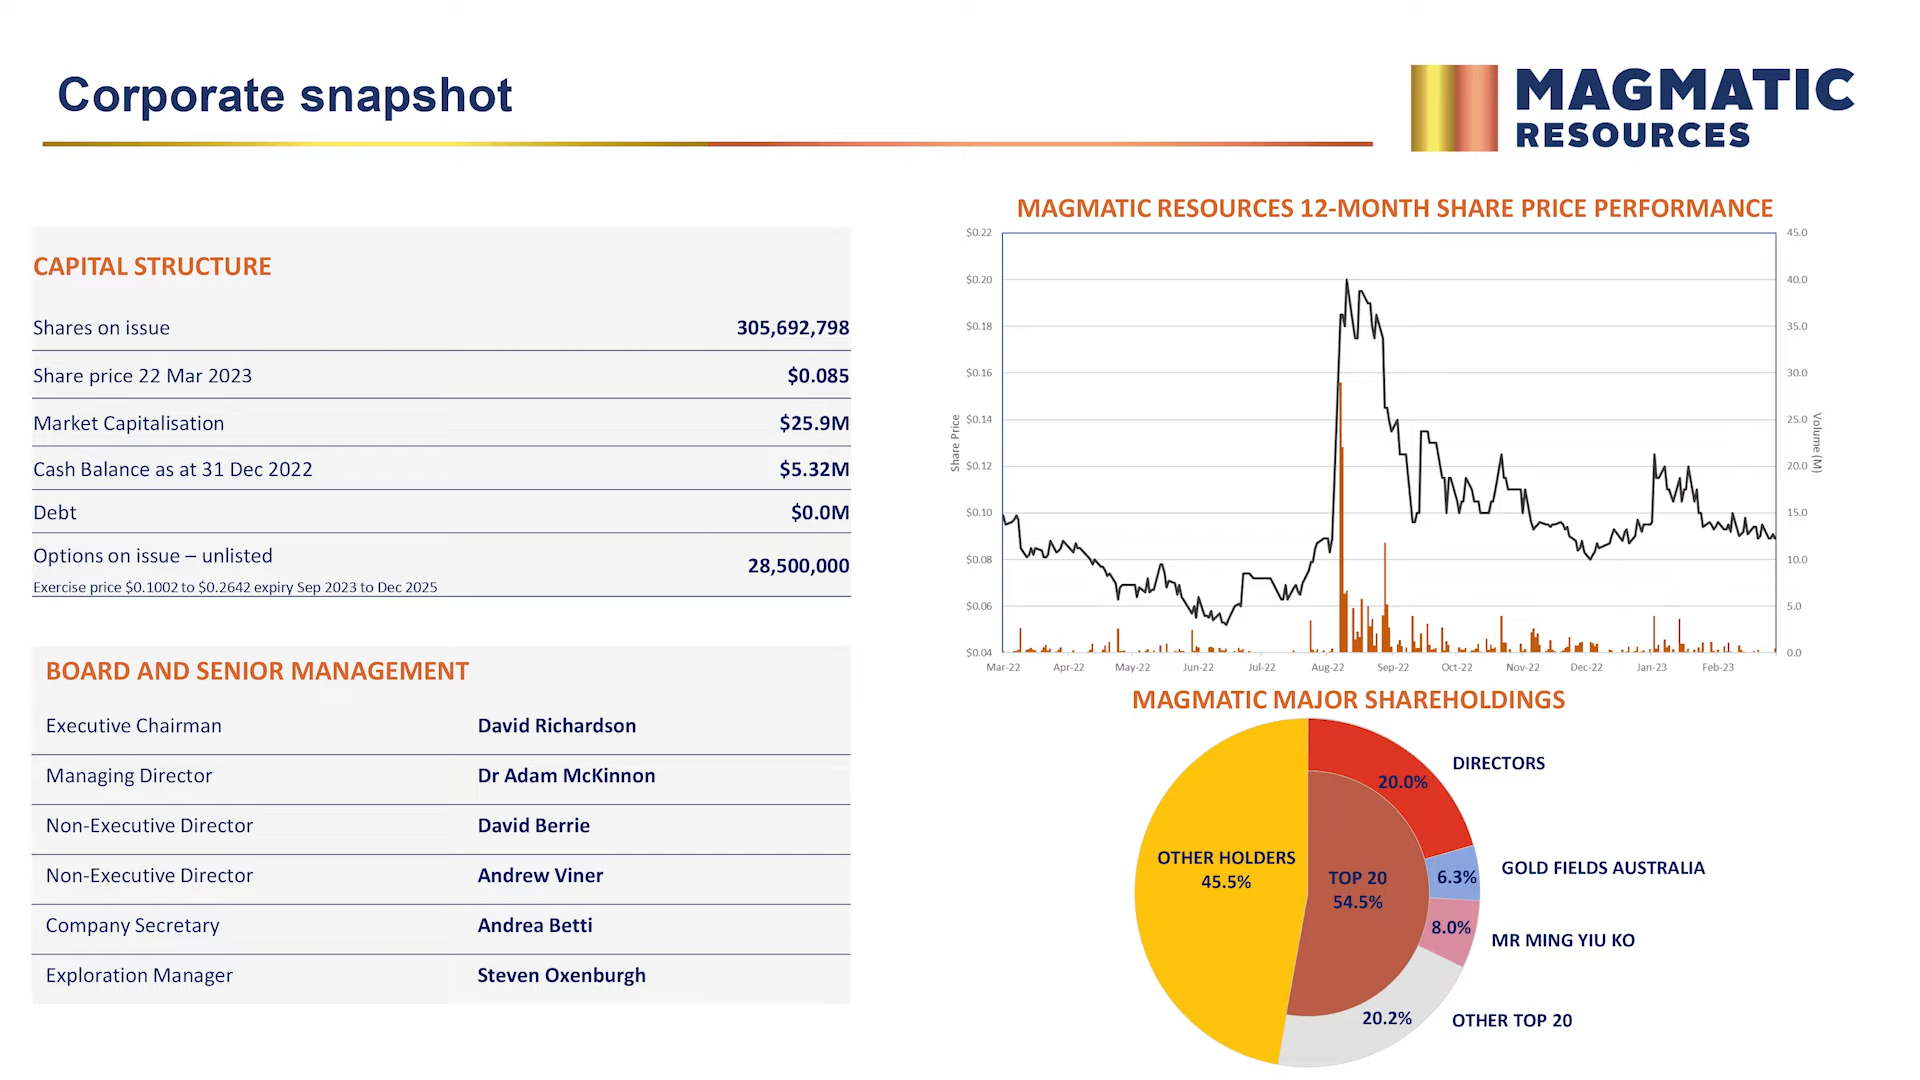 Corporate snapshot
MAGMATIC
RESOURCES
CAPITAL STRUCTURE
Shares on issue 305,692,798
Share price 22 Mar 2023 $0.085
Market Capitalisation $25.9M
Cash Balance as at 31 Dec 2022 $5.32M
Debt $0.0M
Options on issue – unlisted 28,500,000
Exercise price $0.1002 to $0.2642 expiry Sep 2023 to Dec 2025
BOARD AND SENIOR MANAGEMENT
Executive Chairman David Richardson
Managing Director Dr Adam McKinnon
Non-Executive Director David Berrie
Non-Executive Director Andrew Viner
Company Secretary Andrea Betti
Exploration Manager Steven Oxenburgh
MAGMATIC RESOURCES 12-MONTH SHARE PRICE PERFORMANCE
$0.22 45.0
$0.20 40.0
$0.18 35.0
$0.16 30.0
$0.14 25.0
$0.12 20.0
$0.10 15.0
$0.08 10.0
$0.06 5.0
$0.04 0.0
Share Price
Volume (M)
Mar-22 Apr-22 May-22 Jun-22 Jul-22 Aug-22 Sep-22 Oct-22 Nov-22 Dec-22 Jan-23 Feb-23
MAGMATIC MAJOR SHAREHOLDINGS
DIRECTORS
20.0%
OTHER HOLDERS
45.5%
TOP 20
54.5%
6.3%
GOLD FIELDS AUSTRALIA
8.0%
MR MING YIU KO
20.2%
OTHER TOP 20